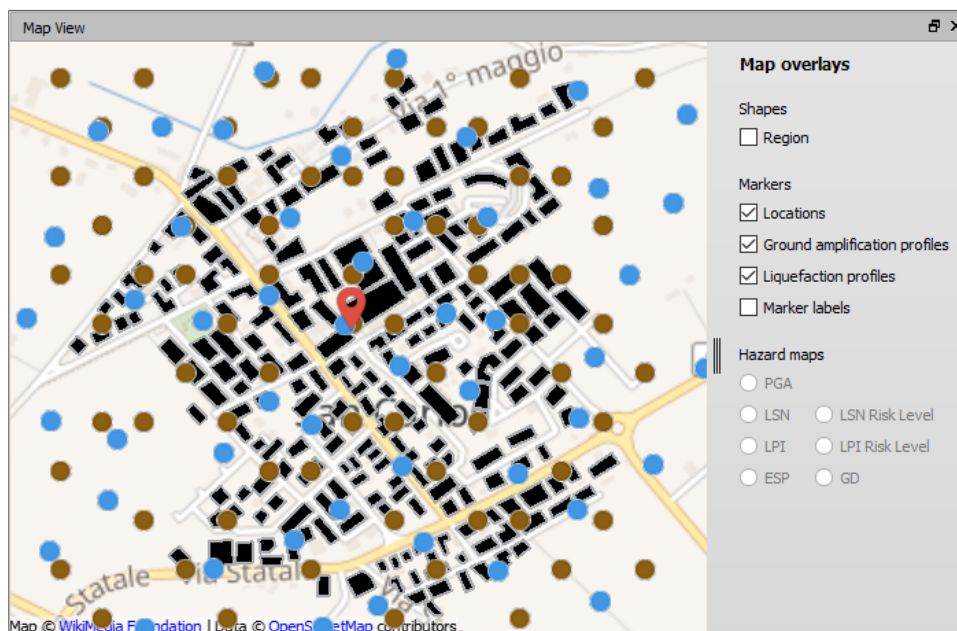 Map View
Map overlays
Shapes
Region
Markers
Locations
Ground amplification profiles
Liquefaction profiles
Marker labels
Hazard maps
PGA
LSN LSN Risk Level
LPI LPI Risk Level
ESP GD
Via 1° maggio
San Cono
Statale
Via Statale
Map © WikiMedia Foundation | Data © OpenStreetMap contributors